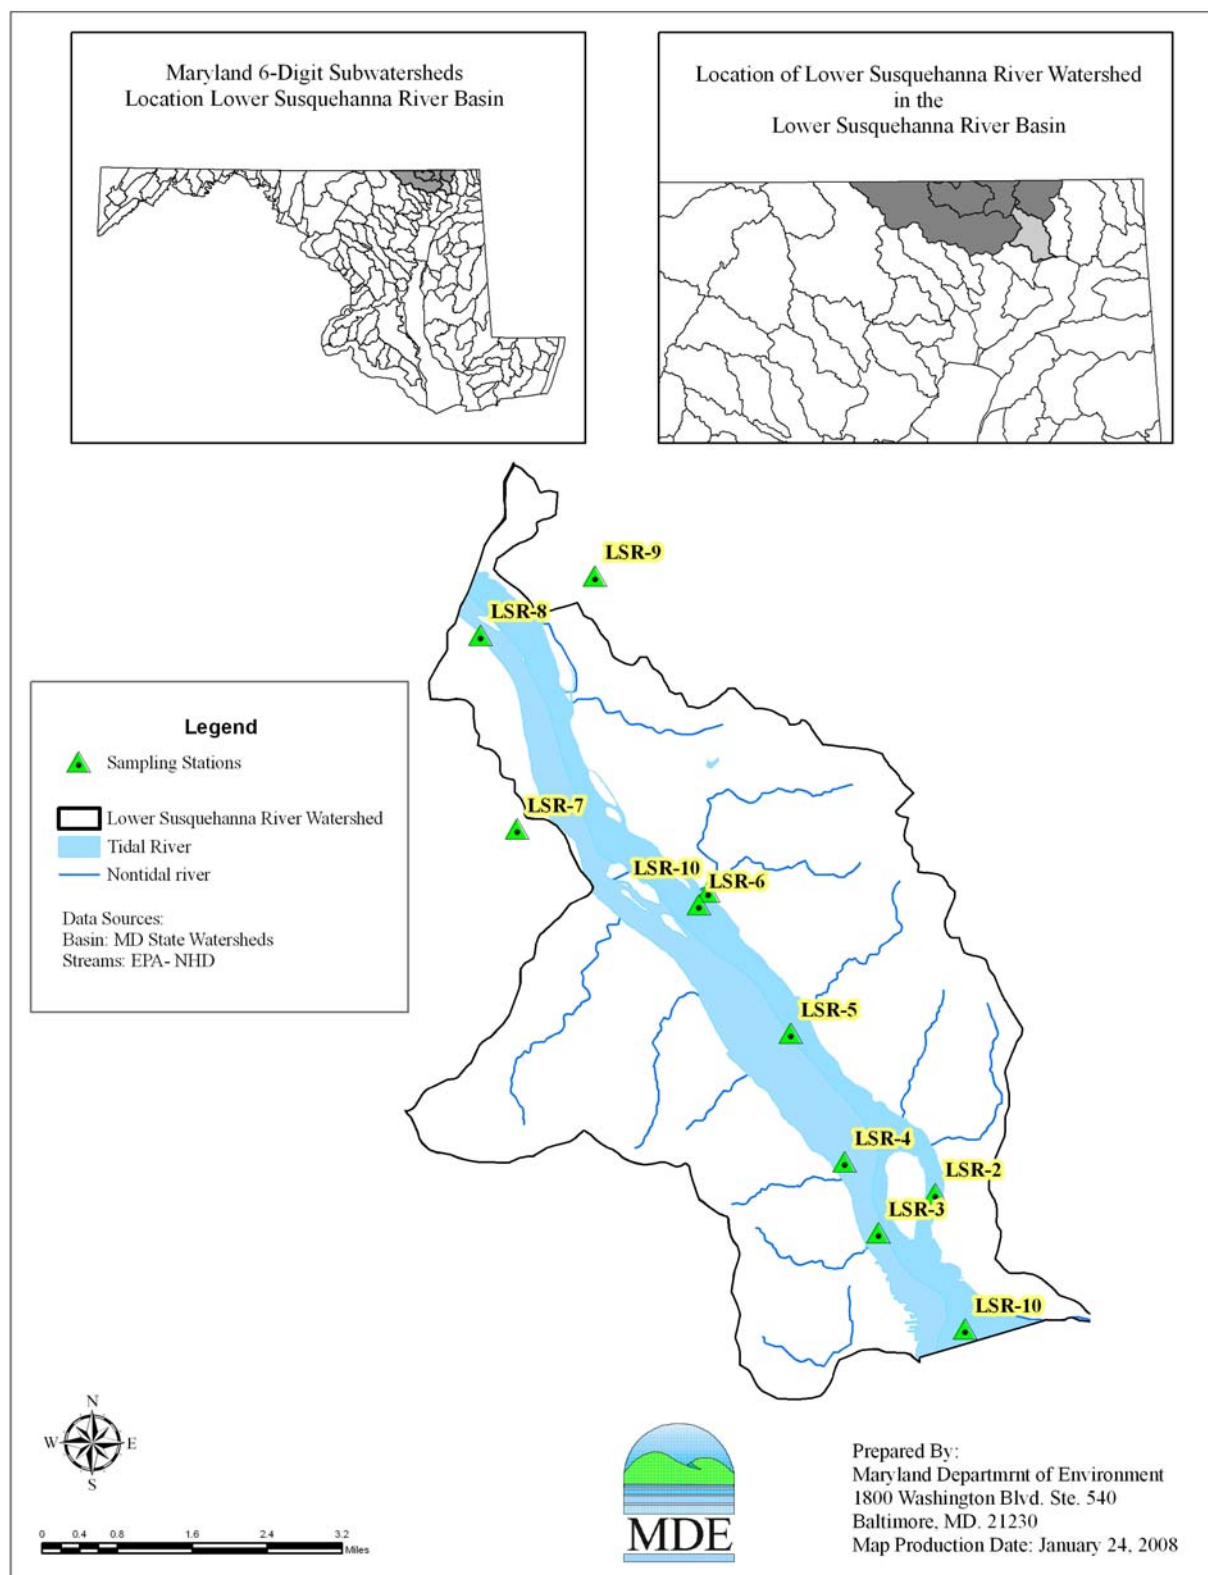 Maryland 6-Digit Subwatersheds
Location Lower Susquehanna River Basin
Location of Lower Susquehanna River Watershed
in the
Lower Susquehanna River Basin
LSR-9
LSR-8
Legend
Sampling Stations
Lower Susquehanna River Watershed
Tidal River
Nontidal river
Data Sources:
Basin: MD State Watersheds
Streams: EPA- NHD
LSR-7
LSR-10
LSR-6
LSR-5
LSR-4
LSR-2
LSR-3
LSR-10
N
W E
S
0 0.4 0.8 1.6 2.4 3.2
Miles
MDE
Prepared By:
Maryland Departmrnt of Environment
1800 Washington Blvd. Ste. 540
Baltimore, MD. 21230
Map Production Date: January 24, 2008